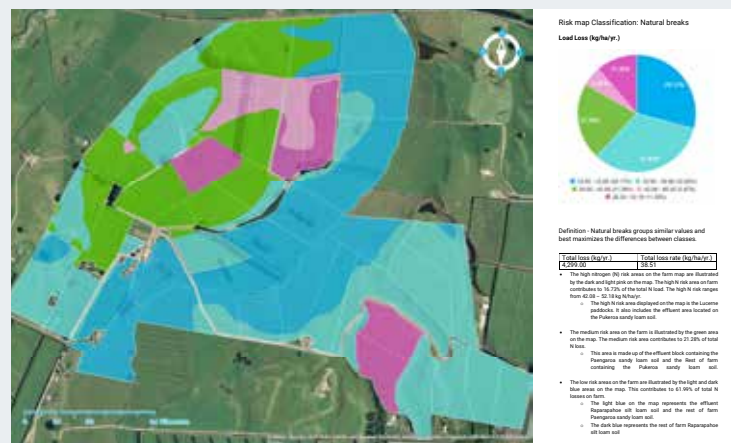 Risk map Classification: Natural breaks
Load Loss (kg/ha/yr.)
Definition - Natural breaks groups similar values and
best maximizes the differences between classes.
Total loss (kg/yr.) Total loss rate (kg/ha/yr.)
4,299.00 38.51
• The high nitrogen (N) risk areas on the farm map are illustrated
by the dark and light pink on the map. The high N risk area on farm
contributes to 16.73% of the total N load. The high N risk ranges
from 42.08 – 52.18 kg N/ha/yr.
o The high N risk area displayed on the map is the Lucerne
paddocks. It also includes the effluent area located on
the Pukeroa sandy loam soil.
• The medium risk area on the farm is illustrated by the green area
on the map. The medium risk area contributes to 21.28% of total
N loss.
o This area is made up of the effluent block containing the
Paengaroa sandy loam soil and the Rest of farm
containing the Pukeroa sandy loam soil.
• The low risk areas on the farm are illustrated by the light and dark
blue areas on the map. This contributes to 61.99% of total N
losses on farm.
o The light blue on the map represents the effluent
Raparapahoe silt loam soil and the rest of farm
Paengaroa sandy loam soil.
o The dark blue represents the rest of farm Raparapahoe
silt loam soil